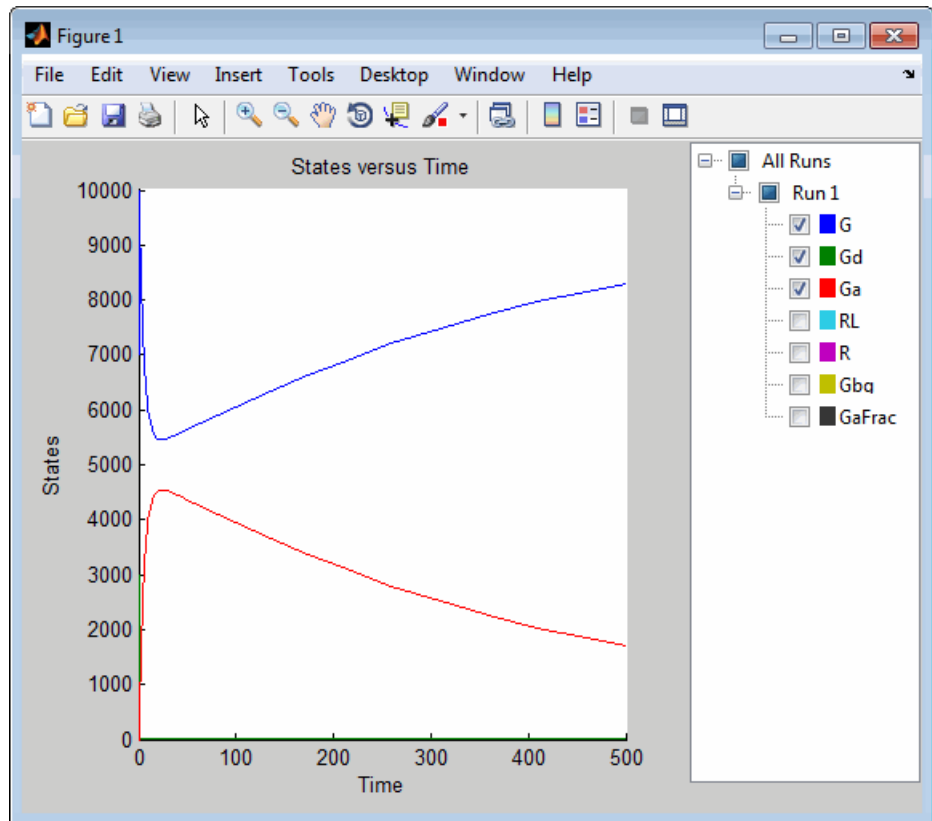 Figure 1
File Edit View Insert Tools Desktop Window Help
States versus Time
10000
9000
8000
7000
6000
5000
4000
3000
2000
1000
0
States
0 100 200 300 400 500
Time
All Runs
Run 1
G
Gd
Ga
RL
R
Gbg
GaFrac